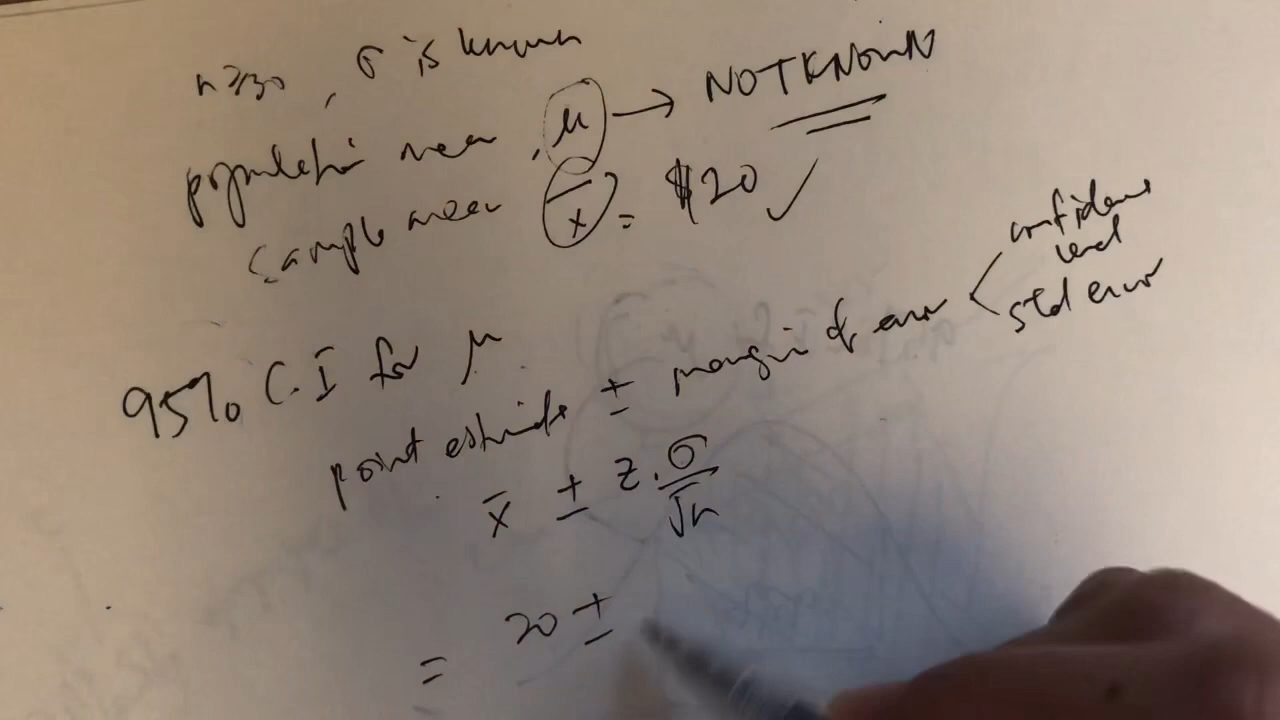 n≥30, σ is known
population mean, μ → NOT KNOWN
sample mean x̄ = $20 ✓
95% C.I for μ
point estimate ± margin of error < confidence level
std error
x̄ ± z.σ/√n
= 20 ±